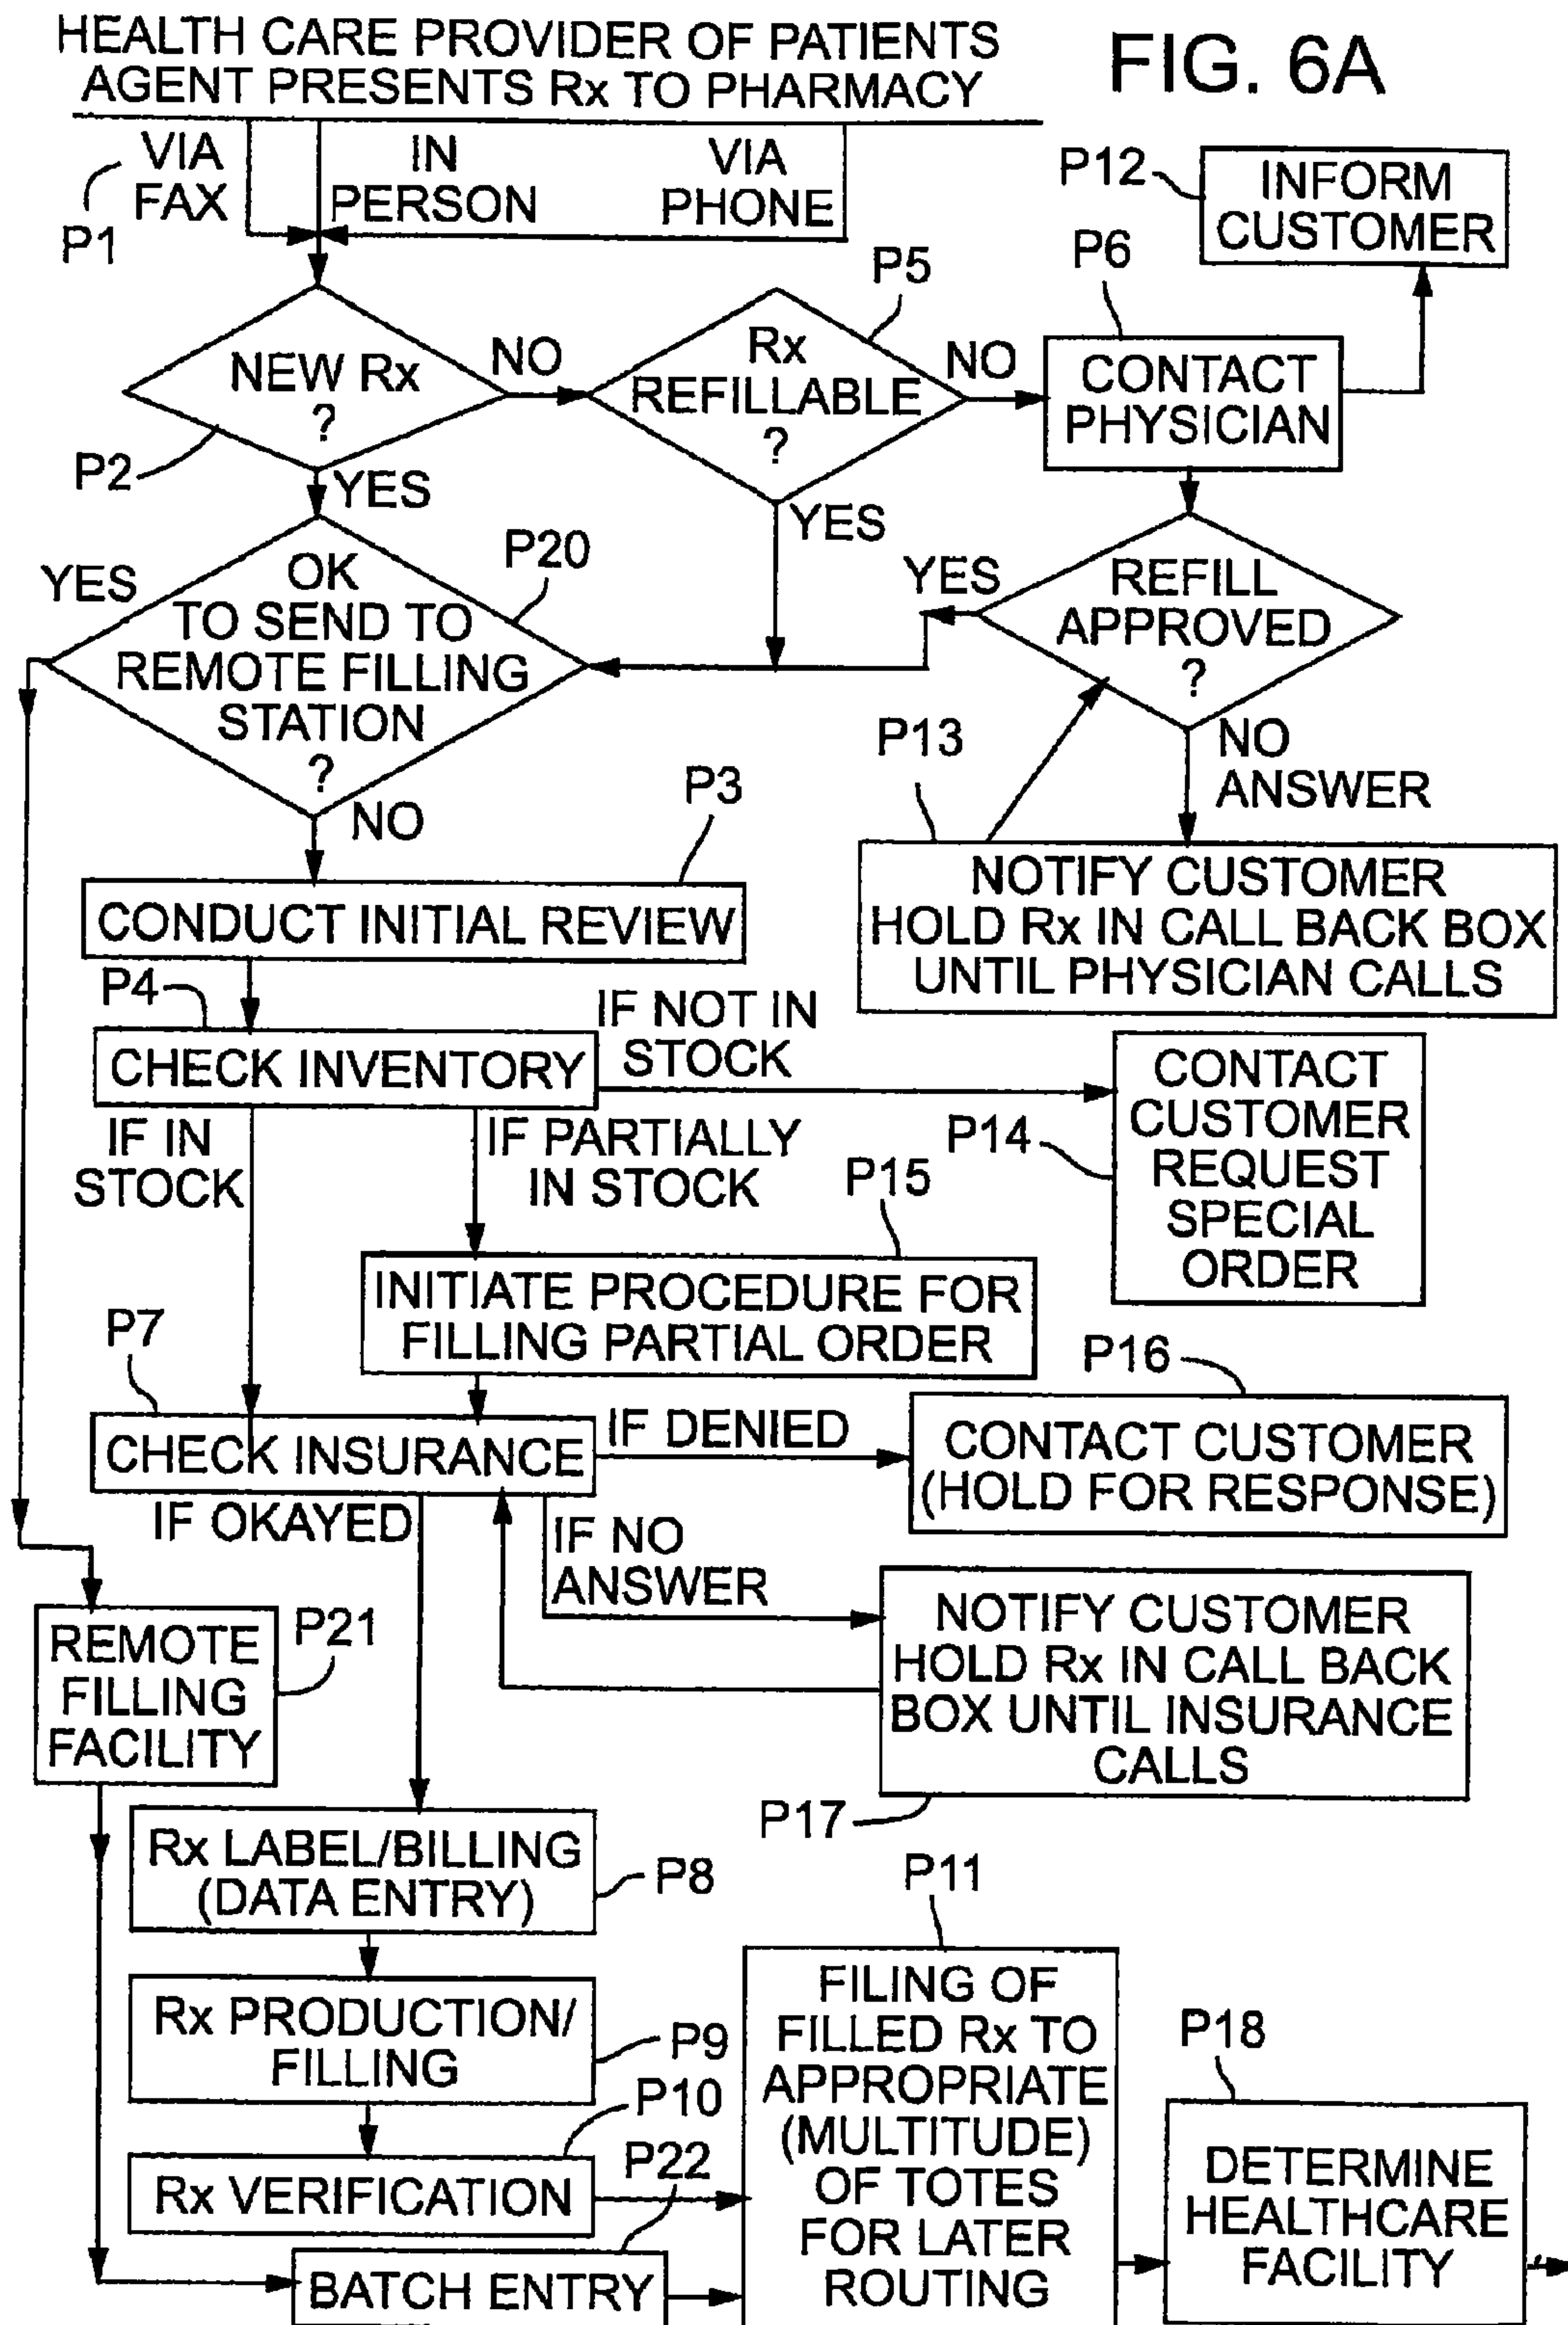 HEALTH CARE PROVIDER OF PATIENTS
AGENT PRESENTS Rx TO PHARMACY
FIG. 6A
VIA
FAX
IN
PERSON
VIA
PHONE
P1
P12
INFORM
CUSTOMER
P5
P6
NEW Rx
?
NO
Rx
REFILLABLE
?
NO
CONTACT
PHYSICIAN
P2
YES
YES
P20
YES
OK
TO SEND TO
REMOTE FILLING
STATION
?
YES
REFILL
APPROVED
?
NO
P3
P13
NO
ANSWER
CONDUCT INITIAL REVIEW
NOTIFY CUSTOMER
HOLD Rx IN CALL BACK BOX
UNTIL PHYSICIAN CALLS
P4
CHECK INVENTORY
IF NOT IN
STOCK
CONTACT
CUSTOMER
REQUEST
SPECIAL
ORDER
P14
IF IN
STOCK
IF PARTIALLY
IN STOCK
P15
INITIATE PROCEDURE FOR
FILLING PARTIAL ORDER
P7
P16
CHECK INSURANCE
IF DENIED
CONTACT CUSTOMER
(HOLD FOR RESPONSE)
IF OKAYED
IF NO
ANSWER
NOTIFY CUSTOMER
HOLD Rx IN CALL BACK
BOX UNTIL INSURANCE
CALLS
P17
REMOTE
FILLING
FACILITY
P21
Rx LABEL/BILLING
(DATA ENTRY)
P8
P11
Rx PRODUCTION/
FILLING
P9
P10
Rx VERIFICATION
P22
BATCH ENTRY
FILING OF
FILLED Rx TO
APPROPRIATE
(MULTITUDE)
OF TOTES
FOR LATER
ROUTING
P18
DETERMINE
HEALTHCARE
FACILITY